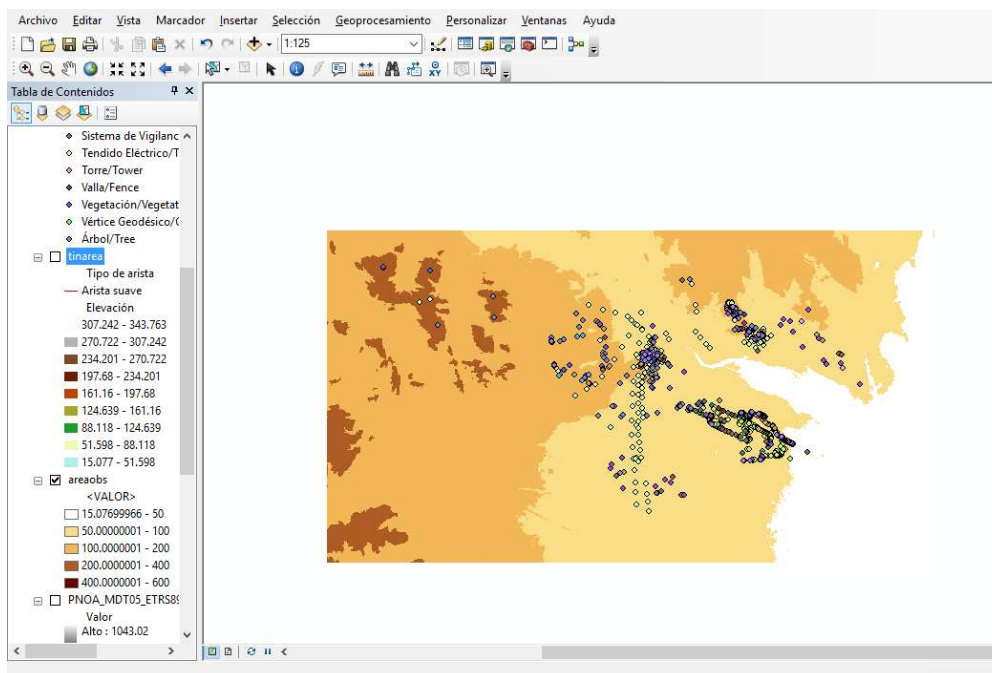 Archivo Editar Vista Marcador Insertar Selección Geoprocesamiento Personalizar Ventanas Ayuda
1:125
Tabla de Contenidos
Sistema de Vigilanc
Tendido Eléctrico/T
Torre/Tower
Valla/Fence
Vegetación/Vegetat
Vértice Geodésico/G
Árbol/Tree
tinarea
Tipo de arista
Arista suave
Elevación
307.242 - 343.763
270.722 - 307.242
234.201 - 270.722
197.68 - 234.201
161.16 - 197.68
124.639 - 161.16
88.118 - 124.639
51.598 - 88.118
15.077 - 51.598
areaobs
<VALOR>
15.07699966 - 50
50.00000001 - 100
100.0000001 - 200
200.0000001 - 400
400.0000001 - 600
PNOA_MDT05_ETRS89
Valor
Alto : 1043.02